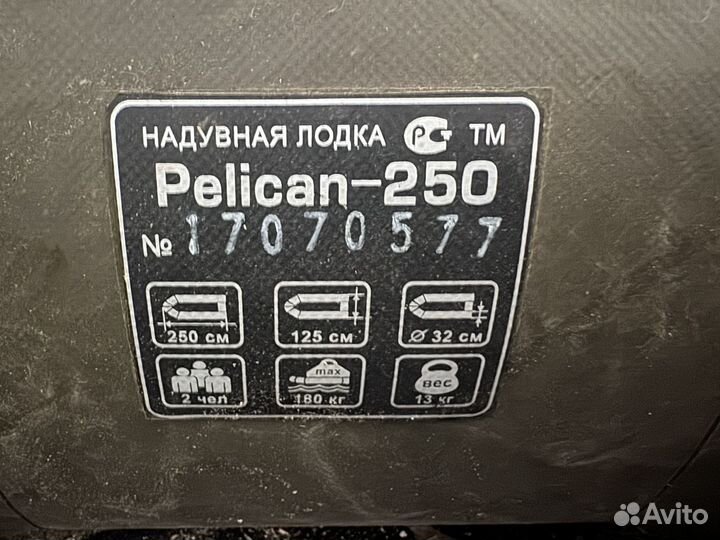 НАДУВНАЯ ЛОДКА РСТ ТМ
Pelican-250
№ 17070577
250 см 125 см Ø 32 см
max вес
2 чел 180 кг 13 кг
Avito